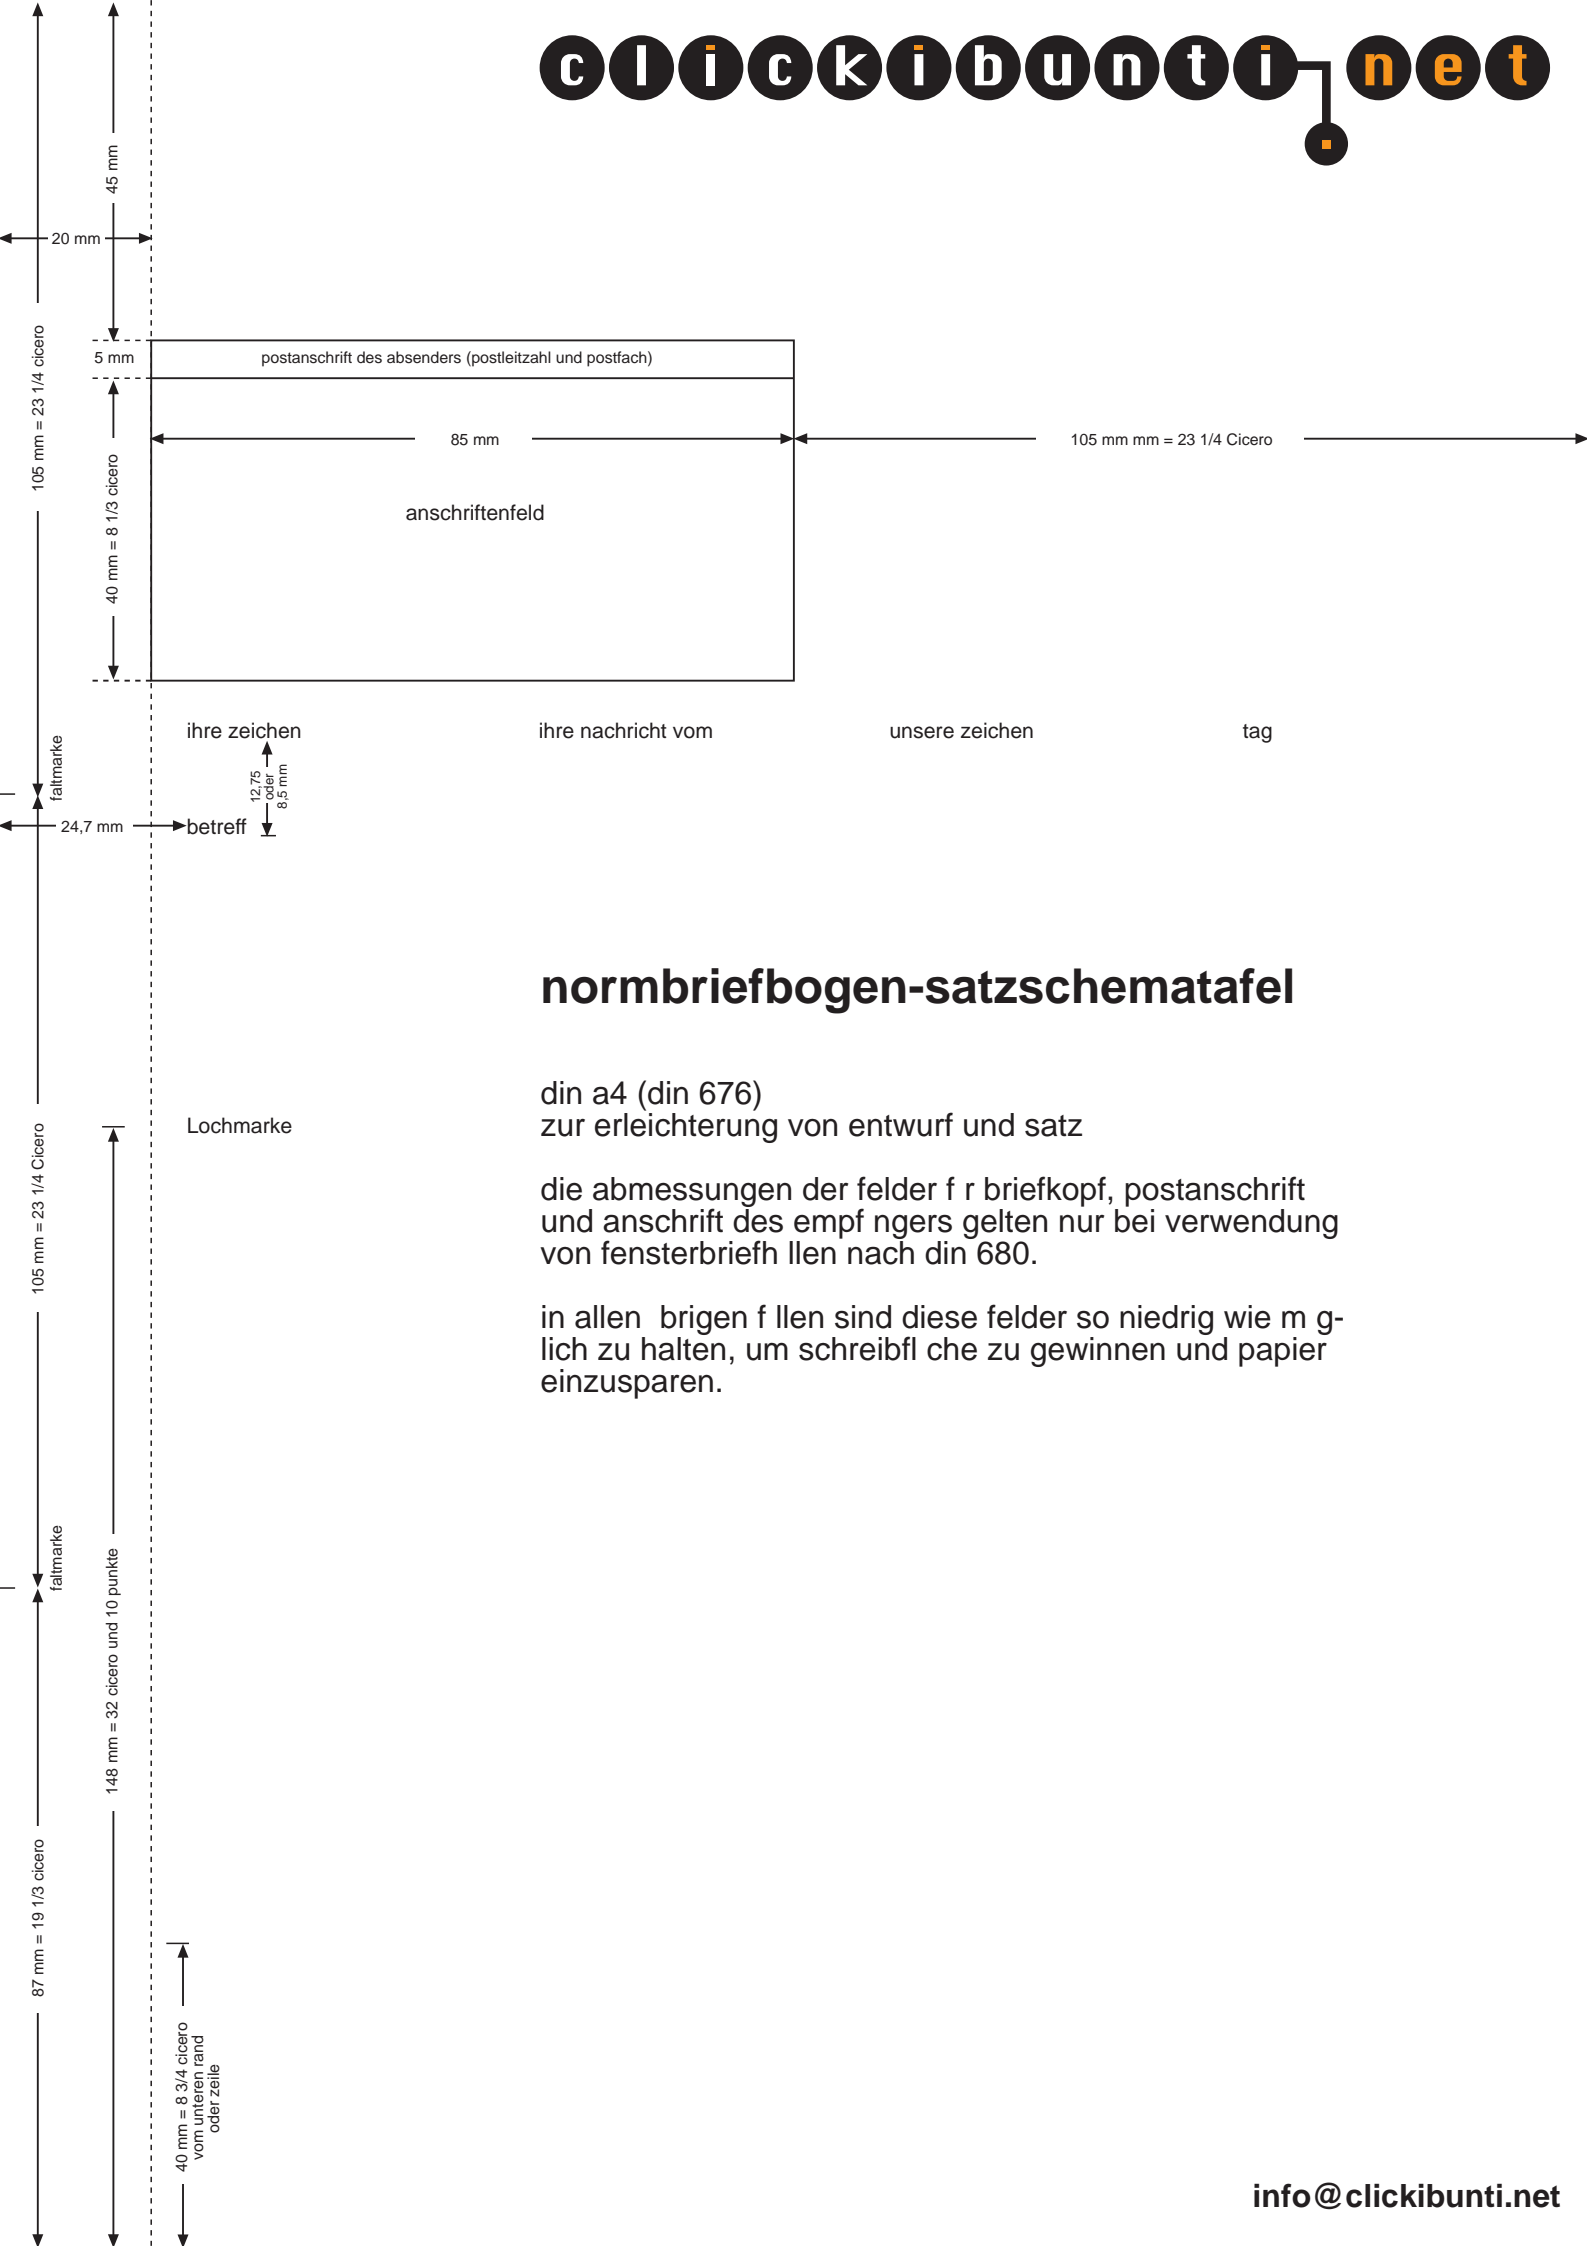 clickibunti.net
45 mm
20 mm
105 mm = 23 1/4 cicero
5 mm
postanschrift des absenders (postleitzahl und postfach)
85 mm
105 mm mm = 23 1/4 Cicero
40 mm = 8 1/3 cicero
anschriftenfeld
ihre zeichen ihre nachricht vom unsere zeichen tag
faltmarke
12,75
oder
8,5 mm
24,7 mm
betreff
normbriefbogen-satzschematafel
din a4 (din 676)
zur erleichterung von entwurf und satz
die abmessungen der felder f r briefkopf, postanschrift
und anschrift des empf ngers gelten nur bei verwendung
von fensterbriefh llen nach din 680.
in allen  brigen f llen sind diese felder so niedrig wie m g-
lich zu halten, um schreibfl che zu gewinnen und papier
einzusparen.
Lochmarke
105 mm = 23 1/4 Cicero
faltmarke
148 mm = 32 cicero und 10 punkte
87 mm = 19 1/3 cicero
40 mm = 8 3/4 cicero
vom unteren rand
oder zeile
info@clickibunti.net